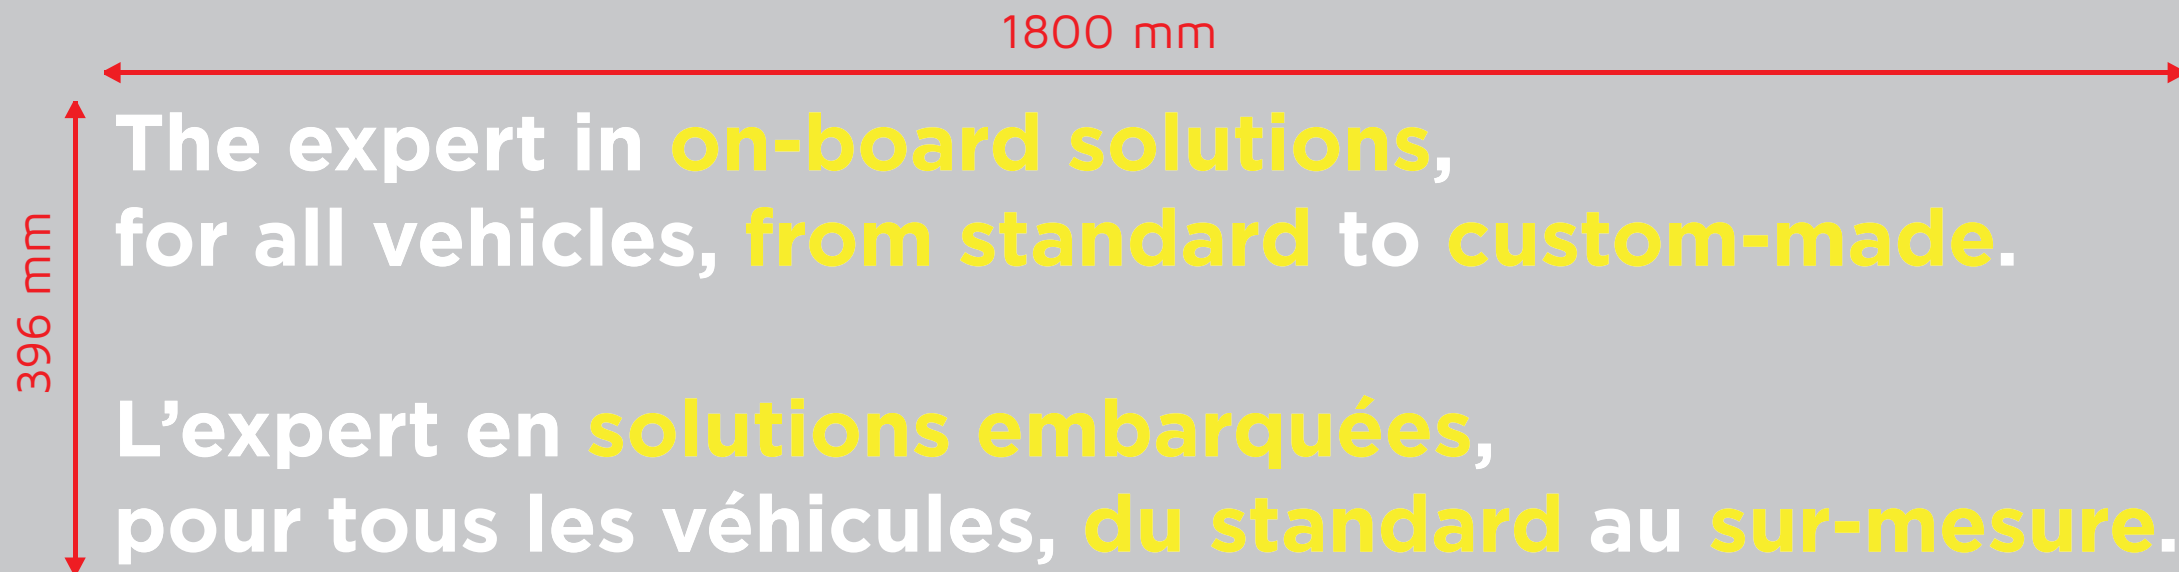 1800 mm
396 mm
The expert in on-board solutions,
for all vehicles, from standard to custom-made.
L’expert en solutions embarquées,
pour tous les véhicules, du standard au sur-mesure.